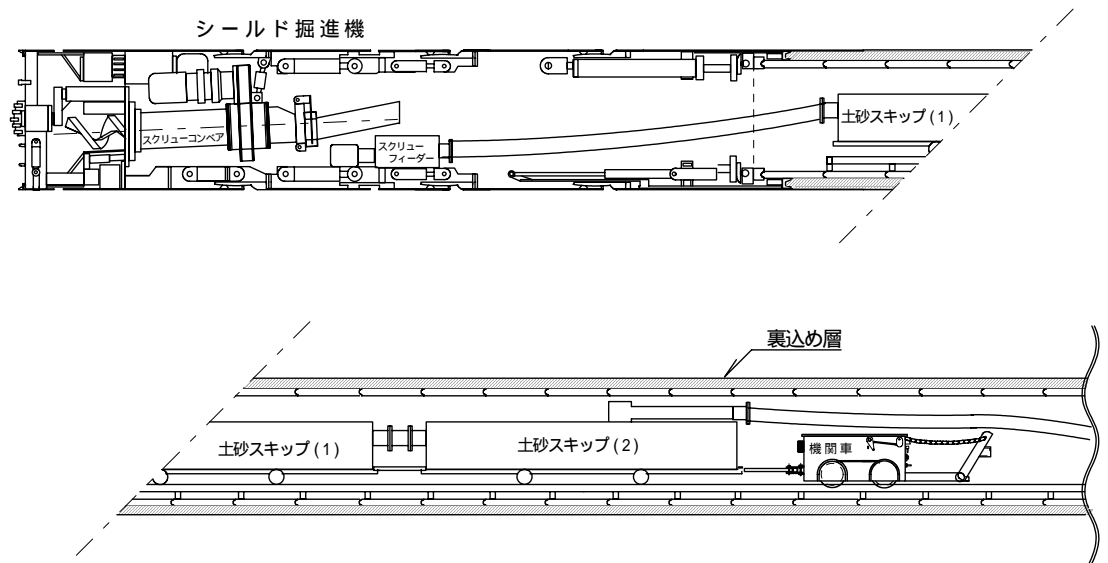 シールド掘進機
スクリューコンベア
スクリュー
フィーダー
土砂スキップ(1)
裏込め層
土砂スキップ(1)
土砂スキップ(2)
機関車